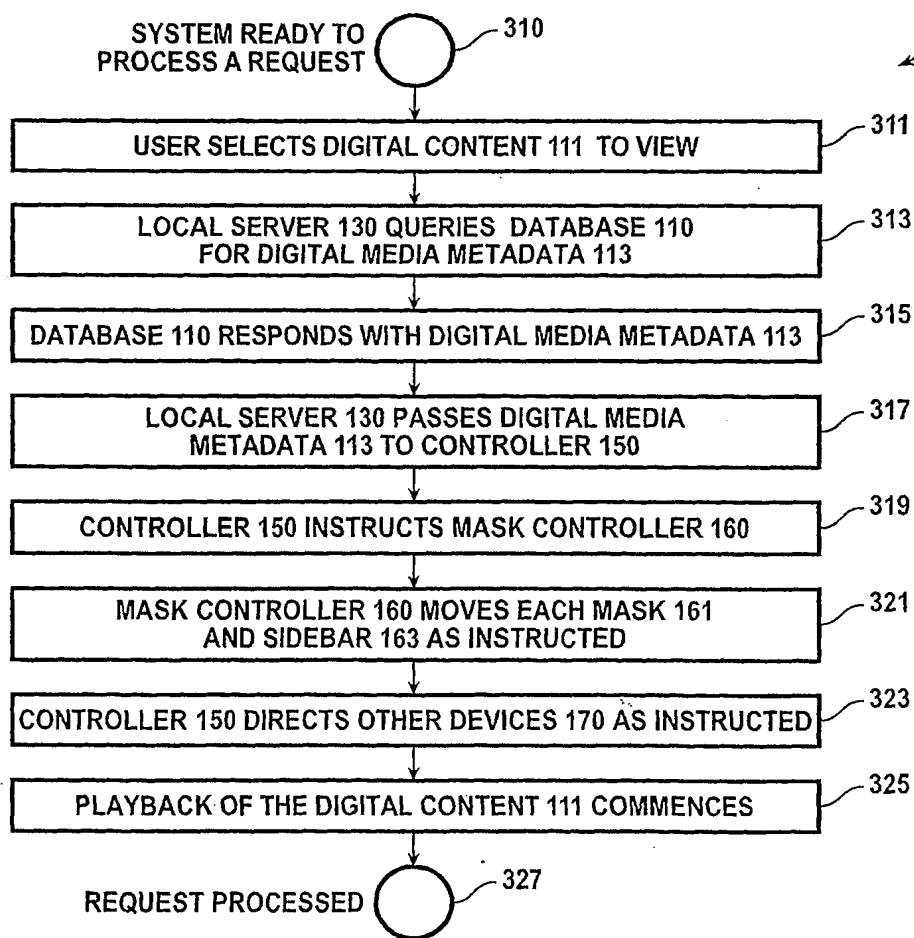 SYSTEM READY TO
PROCESS A REQUEST
310
USER SELECTS DIGITAL CONTENT 111 TO VIEW
311
LOCAL SERVER 130 QUERIES DATABASE 110
FOR DIGITAL MEDIA METADATA 113
313
DATABASE 110 RESPONDS WITH DIGITAL MEDIA METADATA 113
315
LOCAL SERVER 130 PASSES DIGITAL MEDIA
METADATA 113 TO CONTROLLER 150
317
CONTROLLER 150 INSTRUCTS MASK CONTROLLER 160
319
MASK CONTROLLER 160 MOVES EACH MASK 161
AND SIDEBAR 163 AS INSTRUCTED
321
CONTROLLER 150 DIRECTS OTHER DEVICES 170 AS INSTRUCTED
323
PLAYBACK OF THE DIGITAL CONTENT 111 COMMENCES
325
REQUEST PROCESSED
327